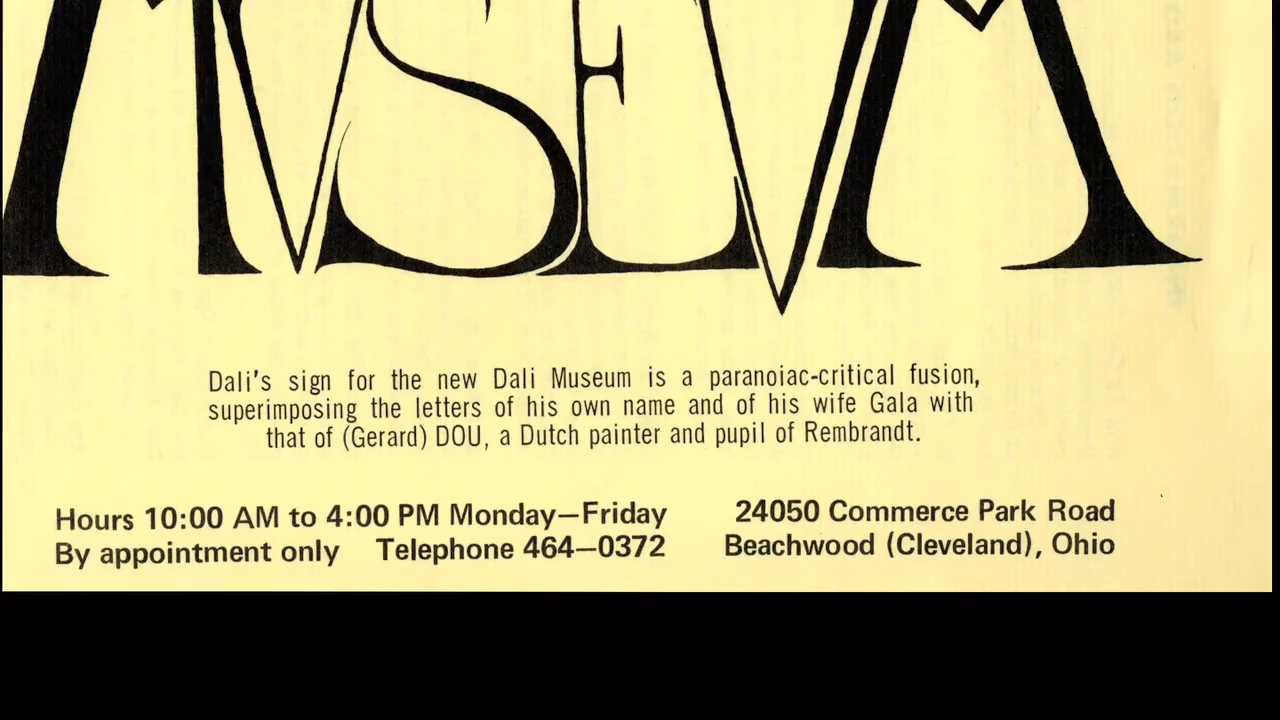 MUSEUM
Dali's sign for the new Dali Museum is a paranoiac-critical fusion,
superimposing the letters of his own name and of his wife Gala with
that of (Gerard) DOU, a Dutch painter and pupil of Rembrandt.
Hours 10:00 AM to 4:00 PM Monday—Friday
By appointment only Telephone 464—0372
24050 Commerce Park Road
Beachwood (Cleveland), Ohio